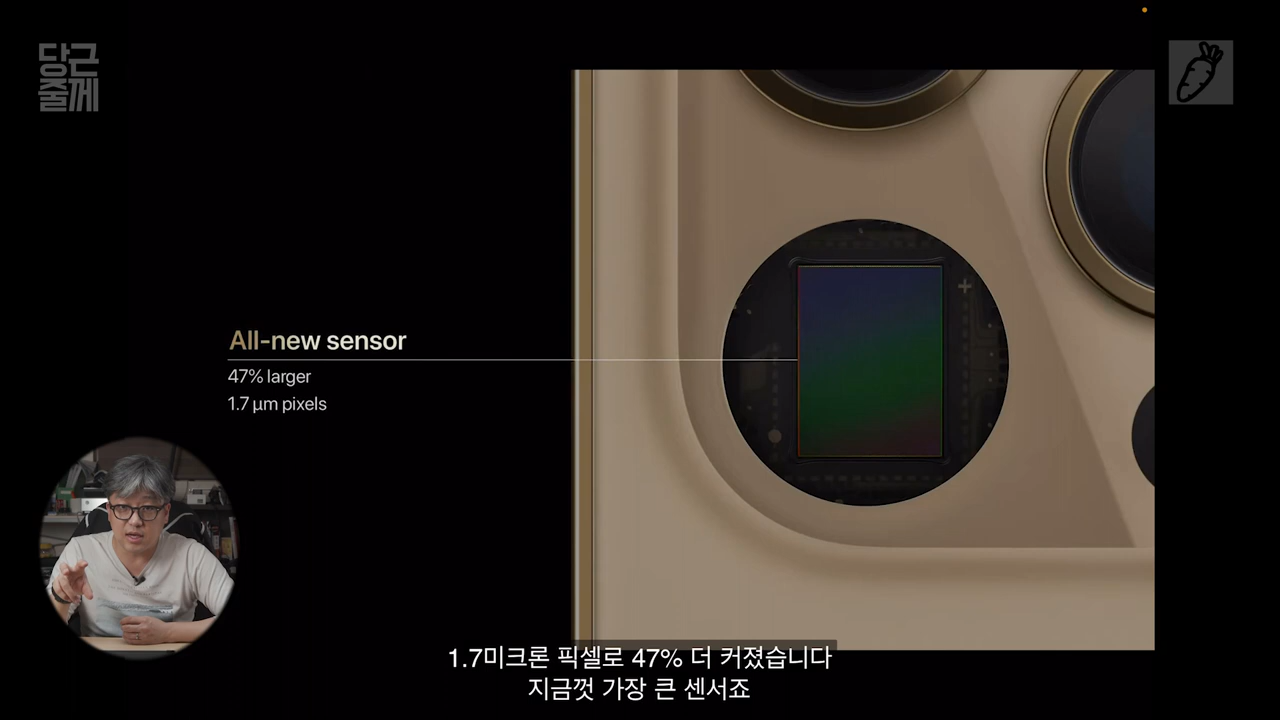 당근
줄께
All-new sensor
47% larger
1.7 µm pixels
1.7미크론 픽셀로 47% 더 커졌습니다
지금껏 가장 큰 센서죠